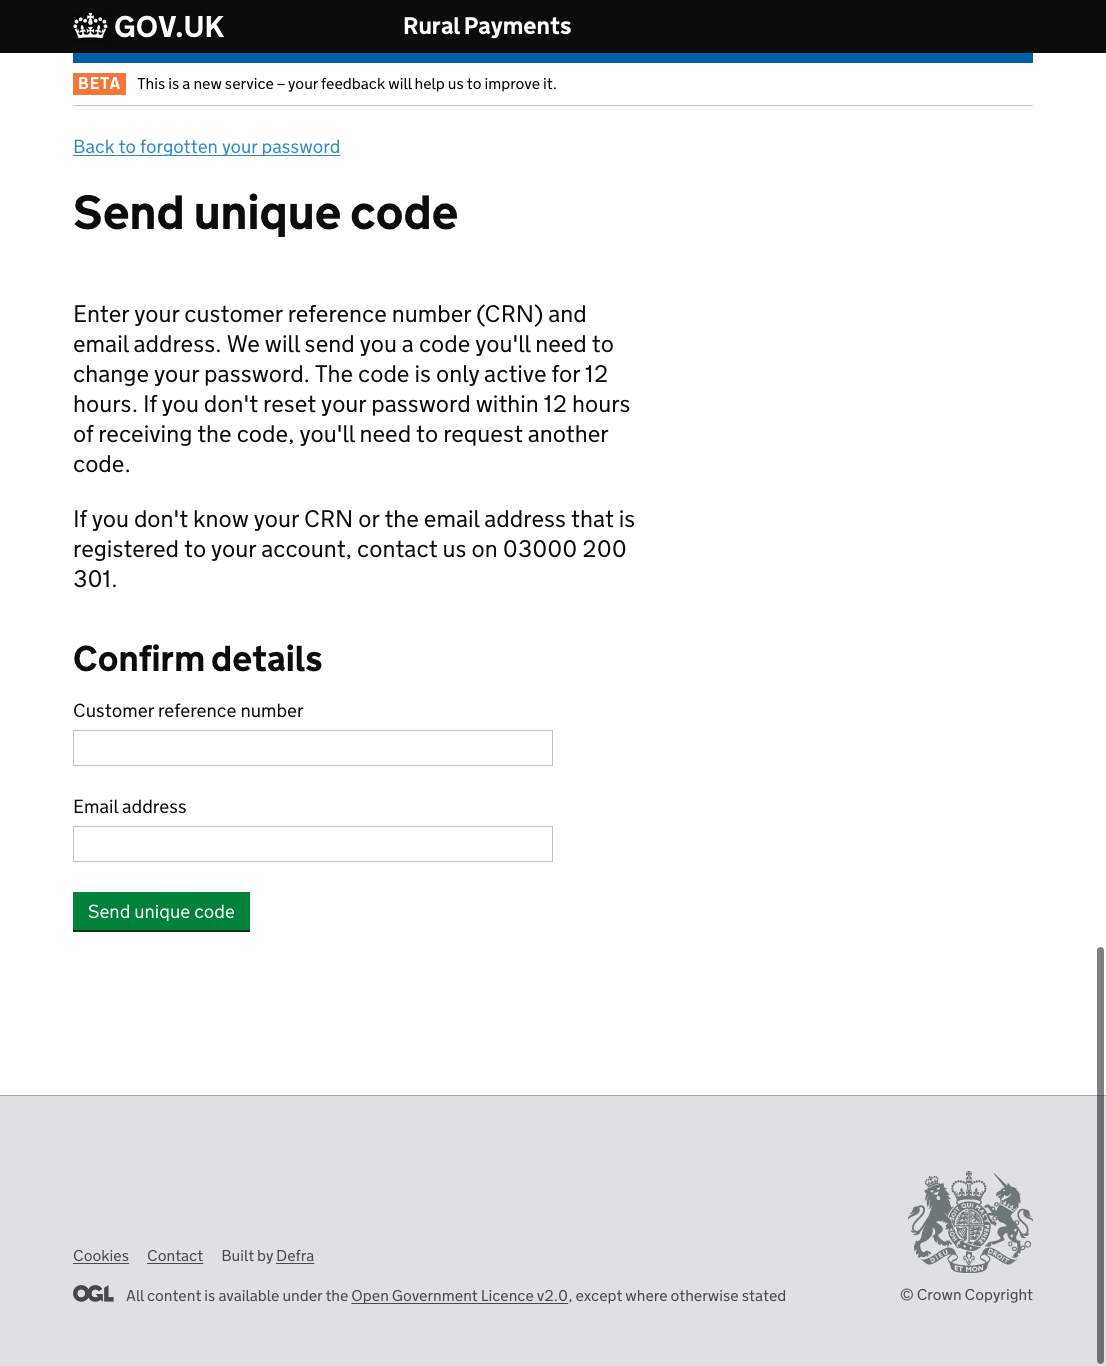 GOV.UK Rural Payments
BETA This is a new service – your feedback will help us to improve it.
Back to forgotten your password
Send unique code
Enter your customer reference number (CRN) and
email address. We will send you a code you'll need to
change your password. The code is only active for 12
hours. If you don't reset your password within 12 hours
of receiving the code, you'll need to request another
code.
If you don't know your CRN or the email address that is
registered to your account, contact us on 03000 200
301.
Confirm details
Customer reference number
Email address
Send unique code
Cookies Contact Built by Defra
OGL All content is available under the Open Government Licence v2.0, except where otherwise stated
DIEU ET MON DROIT
© Crown Copyright